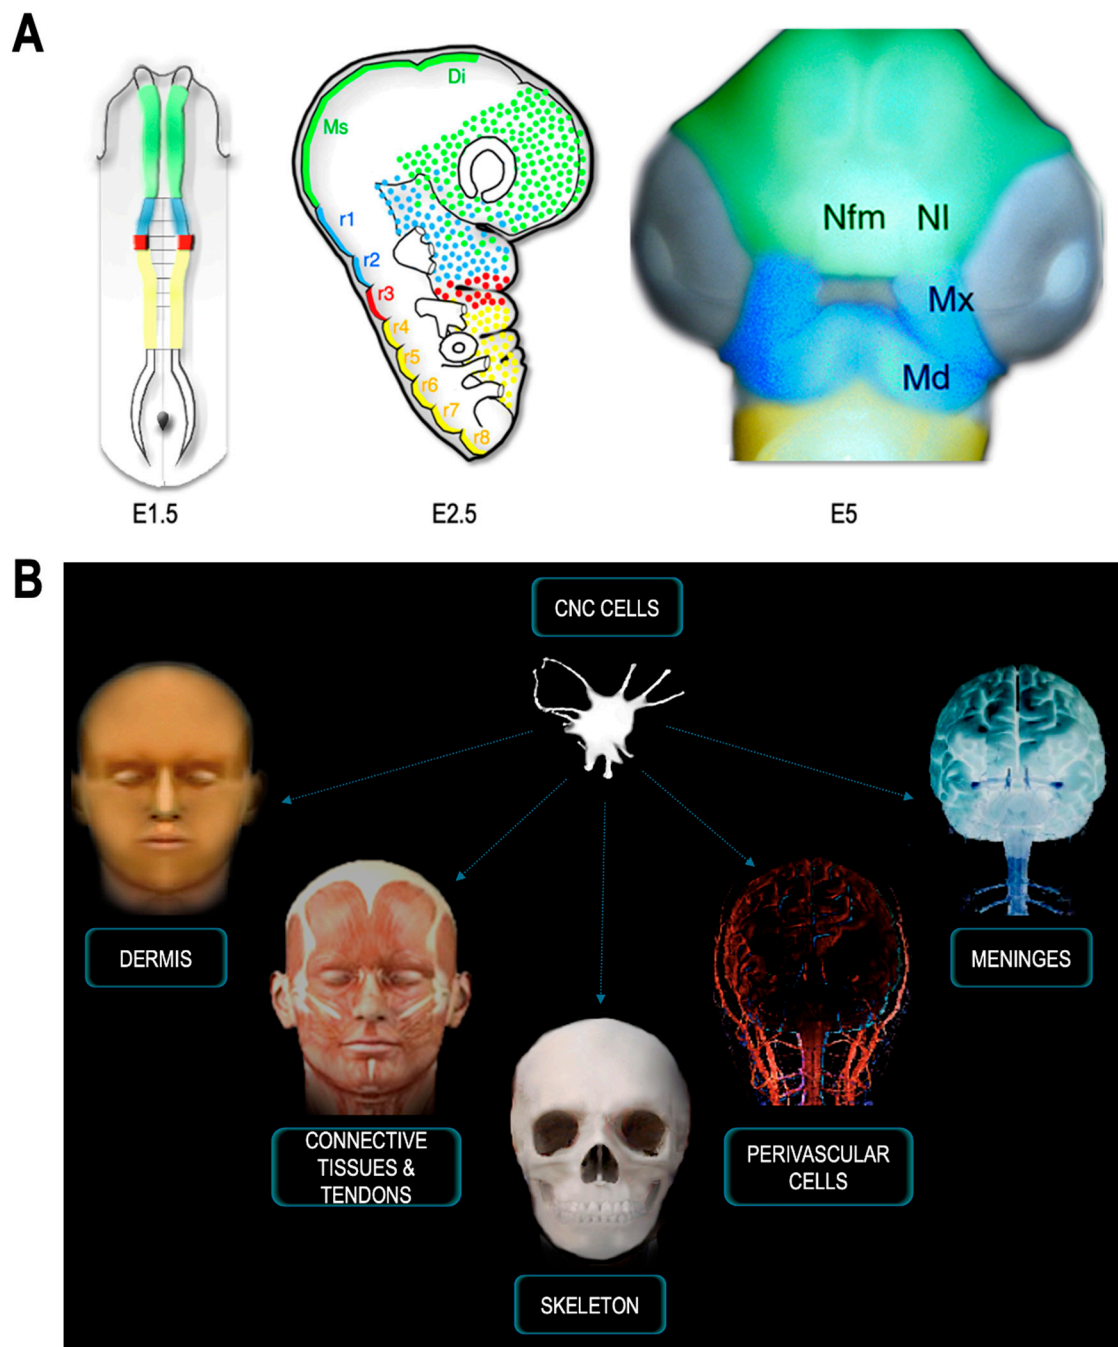 A
Di
Ms
r1
r2
r3
r4
r5
r6
r7
r8
Nfm Nl
Mx
Md
E1.5
E2.5
E5
B
CNC CELLS
DERMIS
MENINGES
CONNECTIVE
TISSUES &
TENDONS
PERIVASCULAR
CELLS
SKELETON